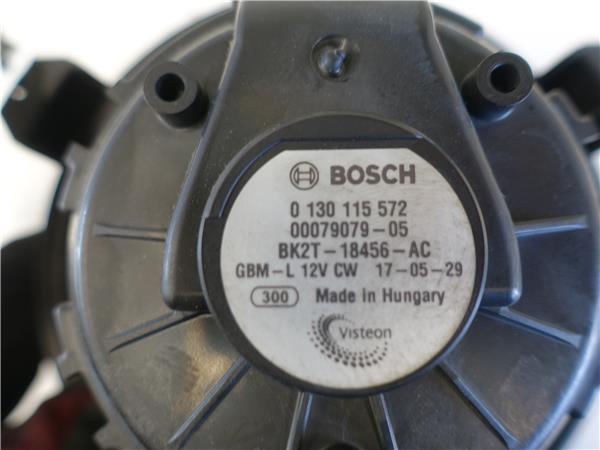 BOSCH
0 130 115 572
00079079-05
BK2T-18456-AC
GBM-L 12V CW 17-05-29
300 Made in Hungary
Visteon